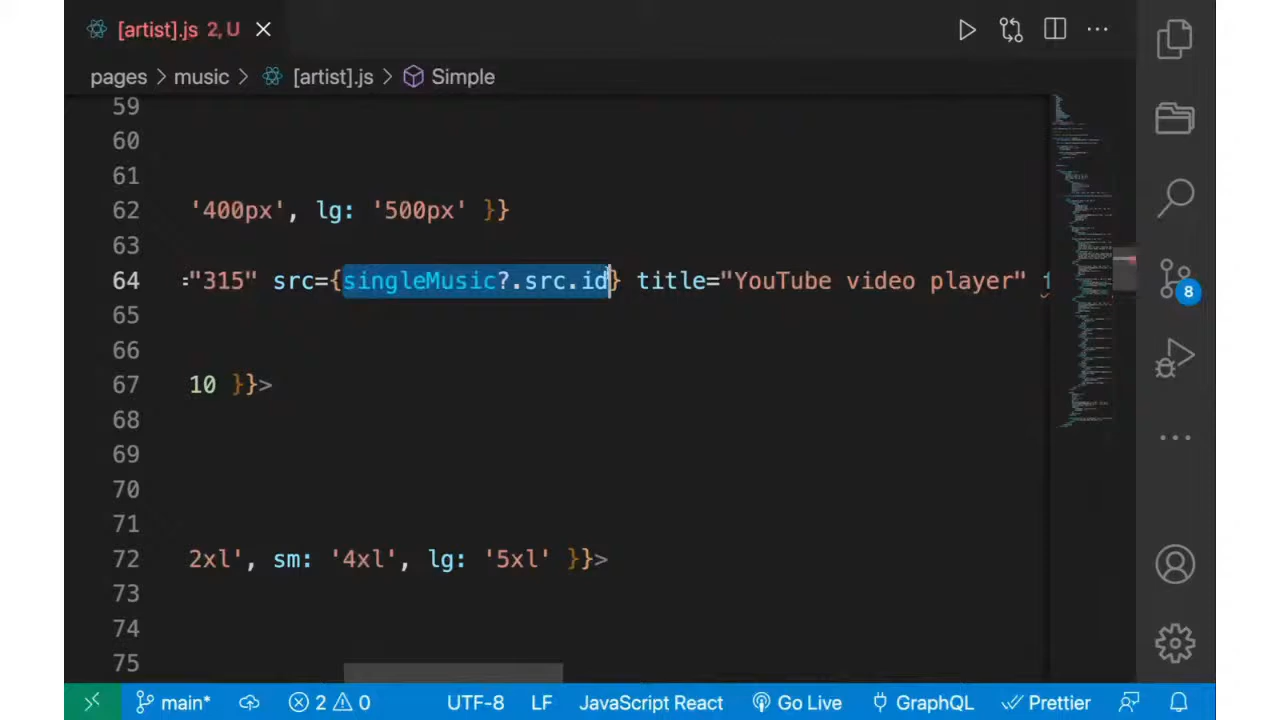 [artist].js 2, U
pages > music > [artist].js > Simple
59
60
61
62 '400px', lg: '500px' }}
63
64 ="315" src={singleMusic?.src.id} title="YouTube video player" f
65
66
67 10 }}>
68
69
70
71
72 2xl', sm: '4xl', lg: '5xl' }}>
73
74
75
8
main* 2 0 UTF-8 LF JavaScript React Go Live GraphQL Prettier